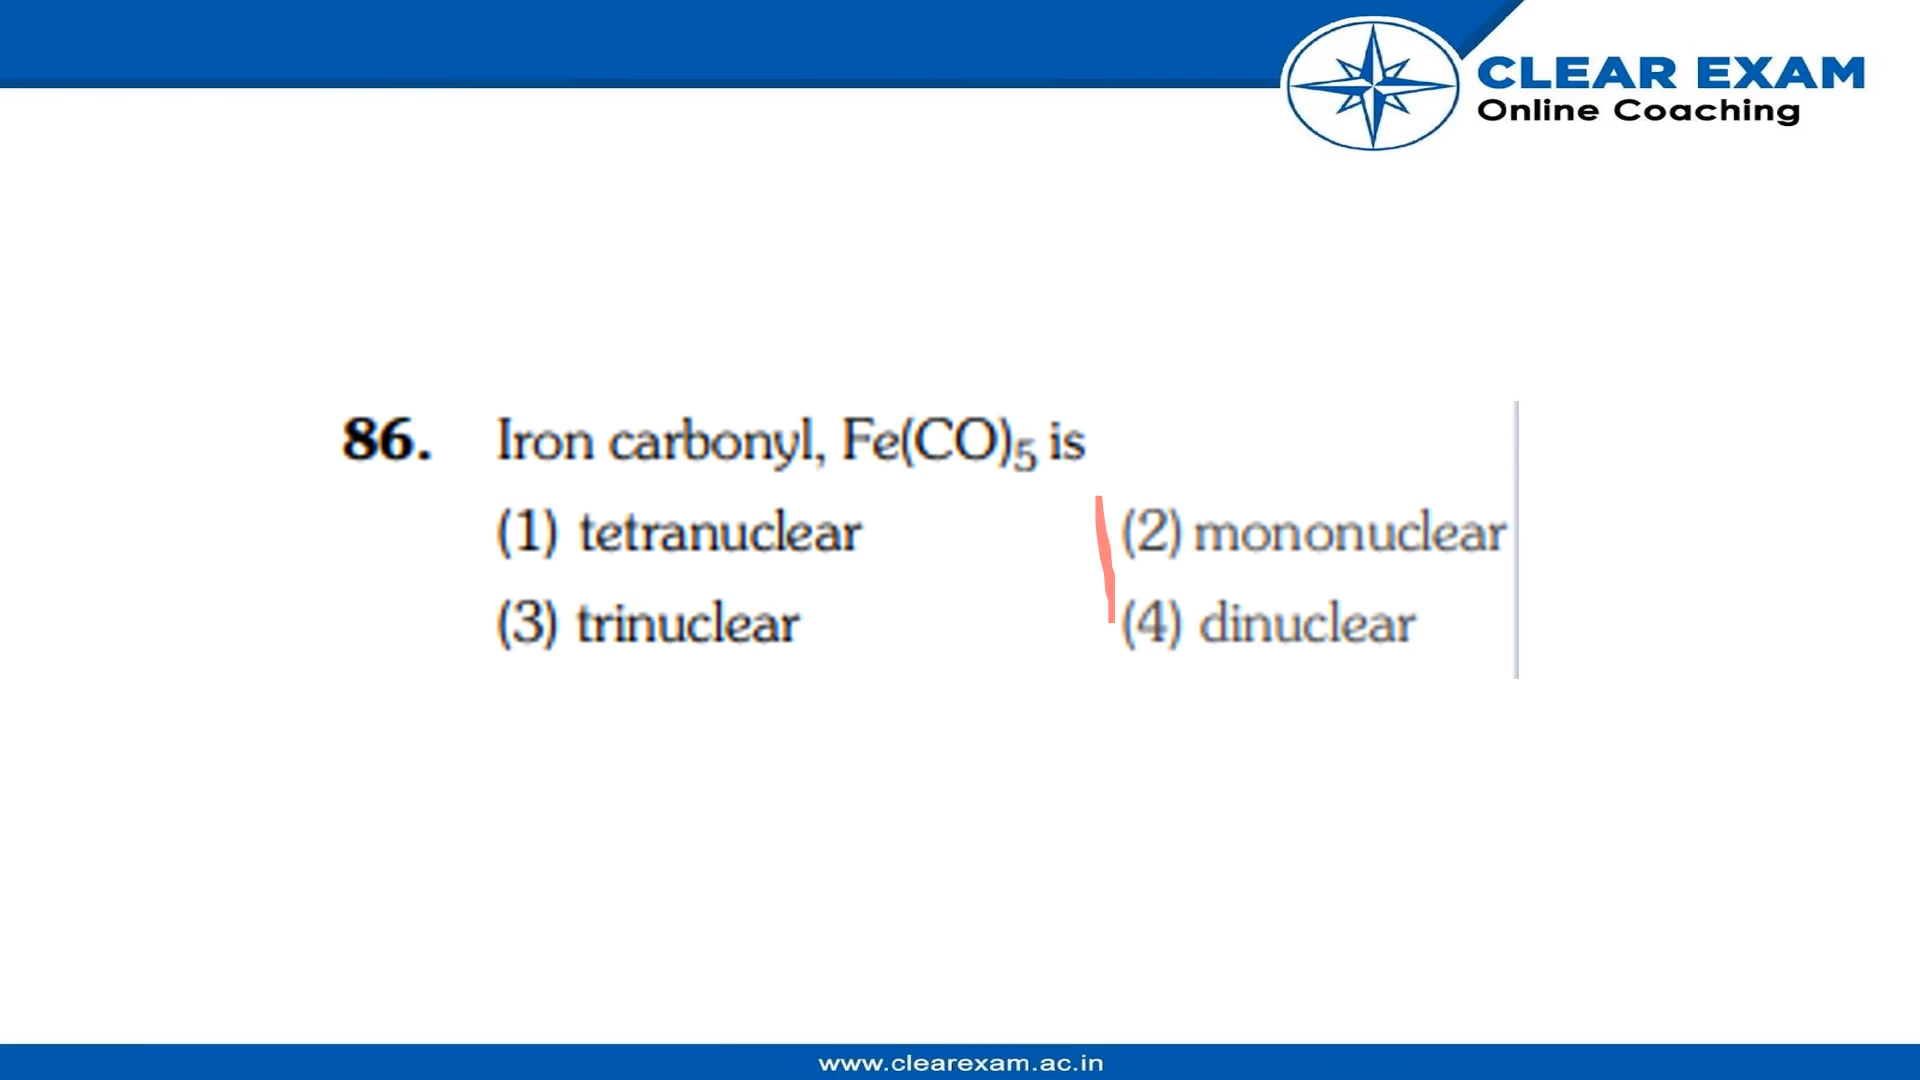 CLEAR EXAM
Online Coaching
86. Iron carbonyl, Fe(CO)₅ is
(1) tetranuclear (2) mononuclear
(3) trinuclear (4) dinuclear
www.clearexam.ac.in